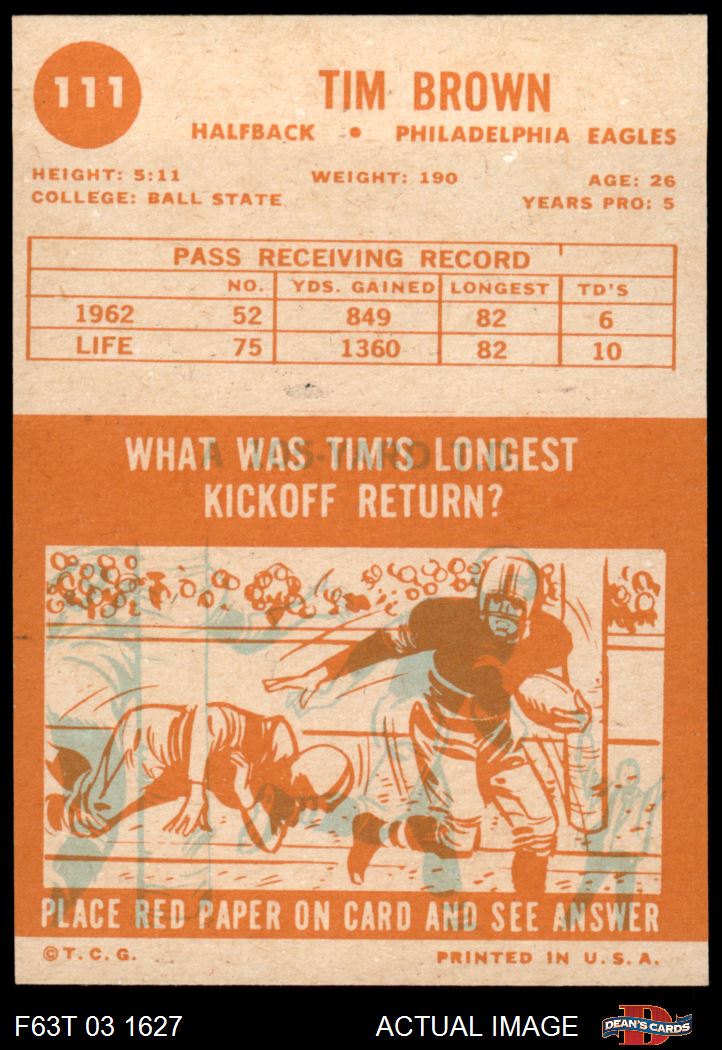 111
TIM BROWN
HALFBACK • PHILADELPHIA EAGLES
HEIGHT: 5:11 WEIGHT: 190 AGE: 26
COLLEGE: BALL STATE YEARS PRO: 5
PASS RECEIVING RECORD
NO. YDS. GAINED LONGEST TD'S
1962 52 849 82 6
LIFE 75 1360 82 10
WHAT WAS TIM'S LONGEST
A 105-YARD T.D.
KICKOFF RETURN?
PLACE RED PAPER ON CARD AND SEE ANSWER
©T.C.G. PRINTED IN U.S.A.
F63T 03 1627 ACTUAL IMAGE D DEAN'S CARDS